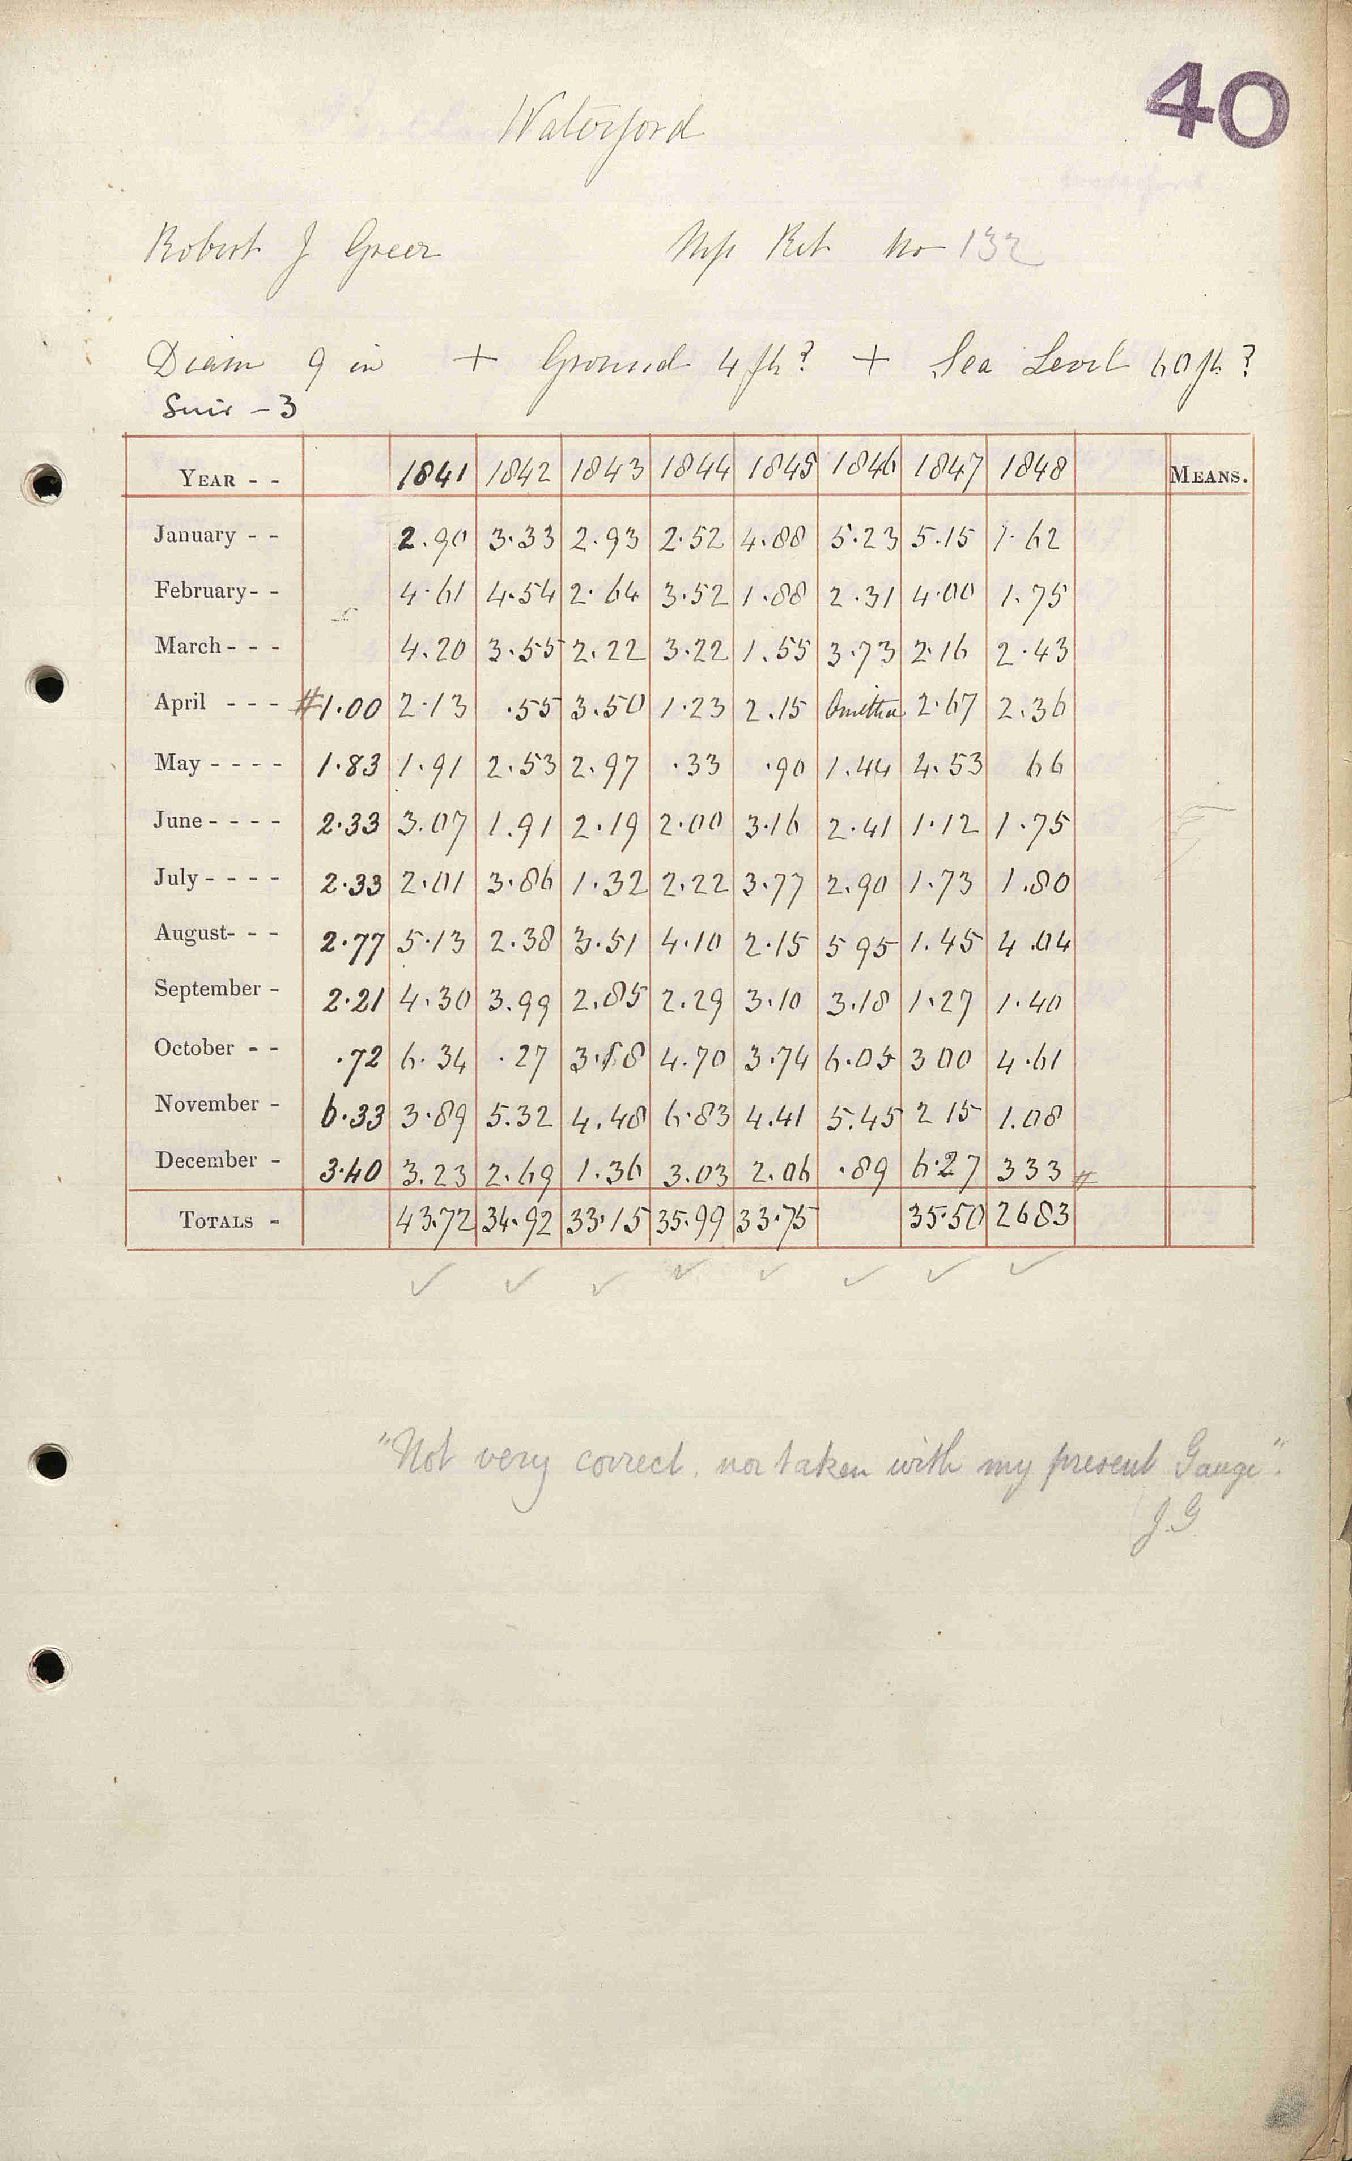 40
Waterford
Robert J Greer Mss Ret No 132
Diam 9 in + Ground 4 ft? + Sea Level 60 ft?
Suir - 3
YEAR - - 1841 1842 1843 1844 1845 1846 1847 1848 MEANS.
January - - 2.90 3.33 2.93 2.52 4.88 5.23 5.15 1.62
February - - 4.61 4.54 2.64 3.52 1.88 2.31 4.00 1.75
March - - - 4.20 3.55 2.22 3.22 1.55 3.73 2.16 2.43
April - - - #1.00 2.13 .55 3.50 1.23 2.15 Omitted 2.67 2.36
May - - - - 1.83 1.91 2.53 2.97 .33 .90 1.44 4.53 66
June - - - - 2.33 3.07 1.91 2.19 2.00 3.16 2.41 1.12 1.75
July - - - - 2.33 2.01 3.86 1.32 2.22 3.77 2.90 1.73 1.80
August - - - 2.77 5.13 2.38 3.51 4.10 2.15 5 95 1.45 4.04
September - 2.21 4.30 3.99 2.85 2.29 3.10 3.18 1.27 1.40
October - - .72 6.34 .27 3.18 4.70 3.74 6.05 3 00 4.61
November - 6.33 3.89 5.32 4.48 6.83 4.41 5.45 2 15 1.08
December - 3.40 3.23 2.69 1.36 3.03 2.06 .89 6.27 3 33 #
TOTALS - 43.72 34.92 33.15 35.99 33.75 35.50 26 83
"Not very correct, nor taken with my present Gauge".
J.G